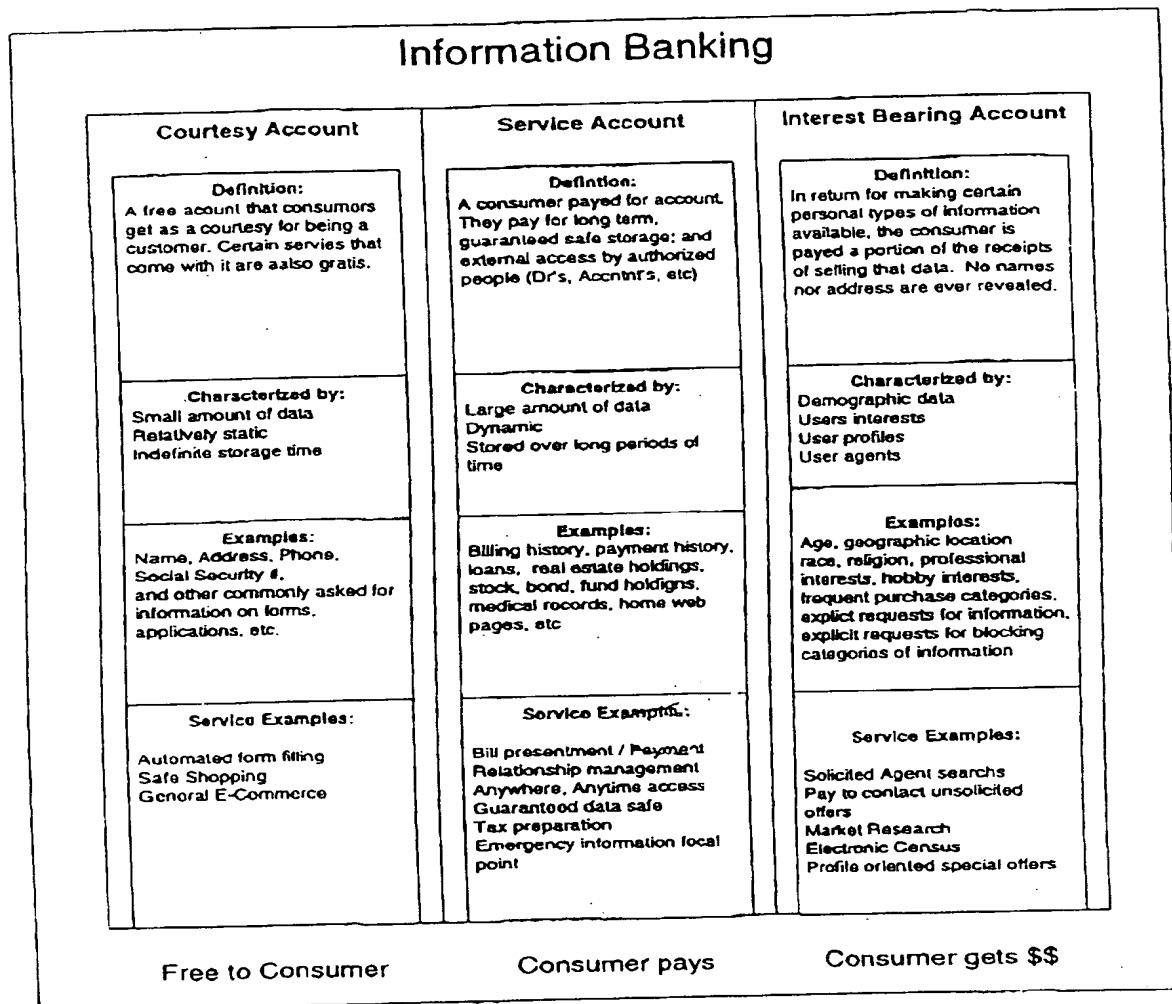 Information Banking
Courtesy Account
Definition:
A free acount that consumors
get as a courtesy for being a
customer. Certain servies that
come with it are aalso gratis.
Characterized by:
Small amount of data
Relatively static
Indefinite storage time
Examples:
Name, Address, Phone,
Social Security #,
and other commonly asked for
information on forms,
applications, etc.
Service Examples:
Automated form filling
Safe Shopping
General E-Commerce
Free to Consumer
Service Account
Defintion:
A consumer payed for account.
They pay for long term,
guaranteed safe storage; and
external access by authorized
people (Dr's, Accntnt's, etc)
Characterized by:
Large amount of data
Dynamic
Stored over long periods of
time
Examples:
Billing history, payment history,
loans, real estate holdings,
stock, bond, fund holdigns,
medical records, home web
pages, etc
Service Examples:
Bill presentment / Payment
Relationship management
Anywhere, Anytime access
Guaranteed data safe
Tax preparation
Emergency information focal
point
Consumer pays
Interest Bearing Account
Definition:
In return for making certain
personal types of information
available, the consumer is
payed a portion of the receipts
of selling that data. No names
nor address are ever revealed.
Characterized by:
Demographic data
Users interests
User profiles
User agents
Examples:
Age, geographic location
race, religion, professional
interests, hobby interests,
frequent purchase categories,
explict requests for information,
explicit requests for blocking
categories of information
Service Examples:
Solicited Agent searchs
Pay to contact unsolicited
offers
Market Research
Electronic Census
Profile oriented special offers
Consumer gets $$